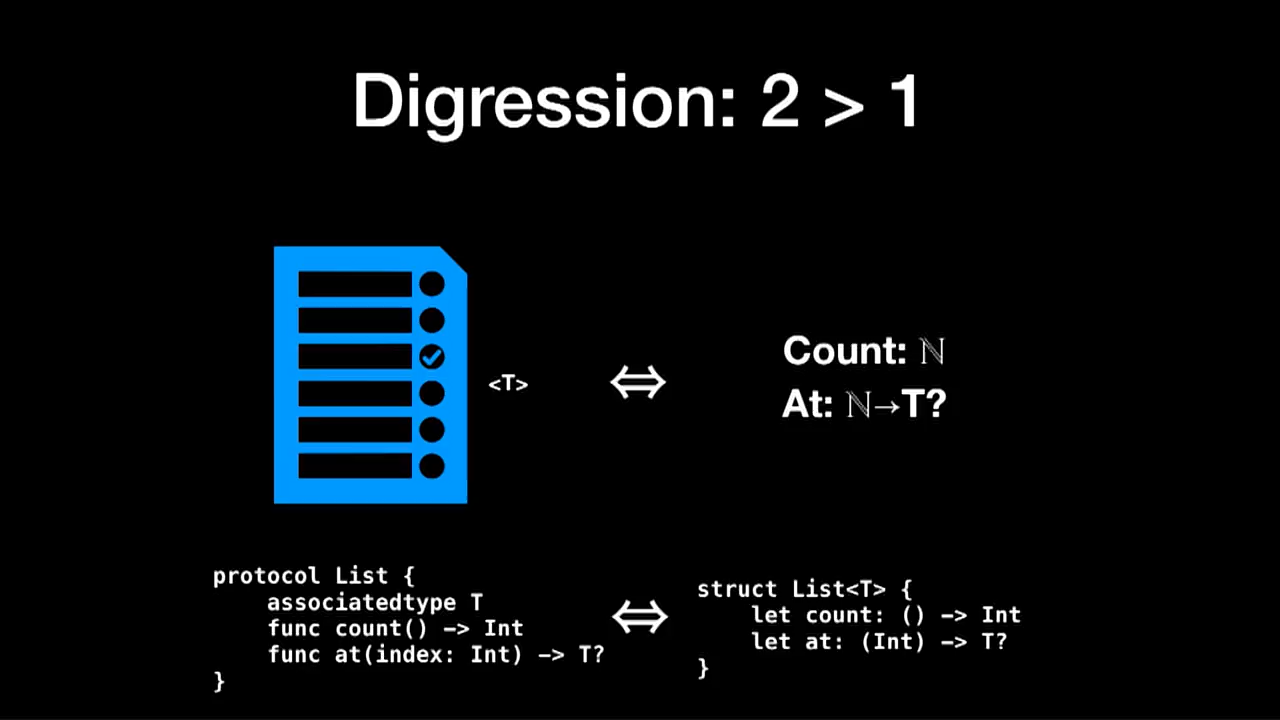 Digression: 2 > 1
<T>
⇔
Count: ℕ
At: ℕ→T?
protocol List {
    associatedtype T
    func count() -> Int
    func at(index: Int) -> T?
}
⇔
struct List<T> {
    let count: () -> Int
    let at: (Int) -> T?
}